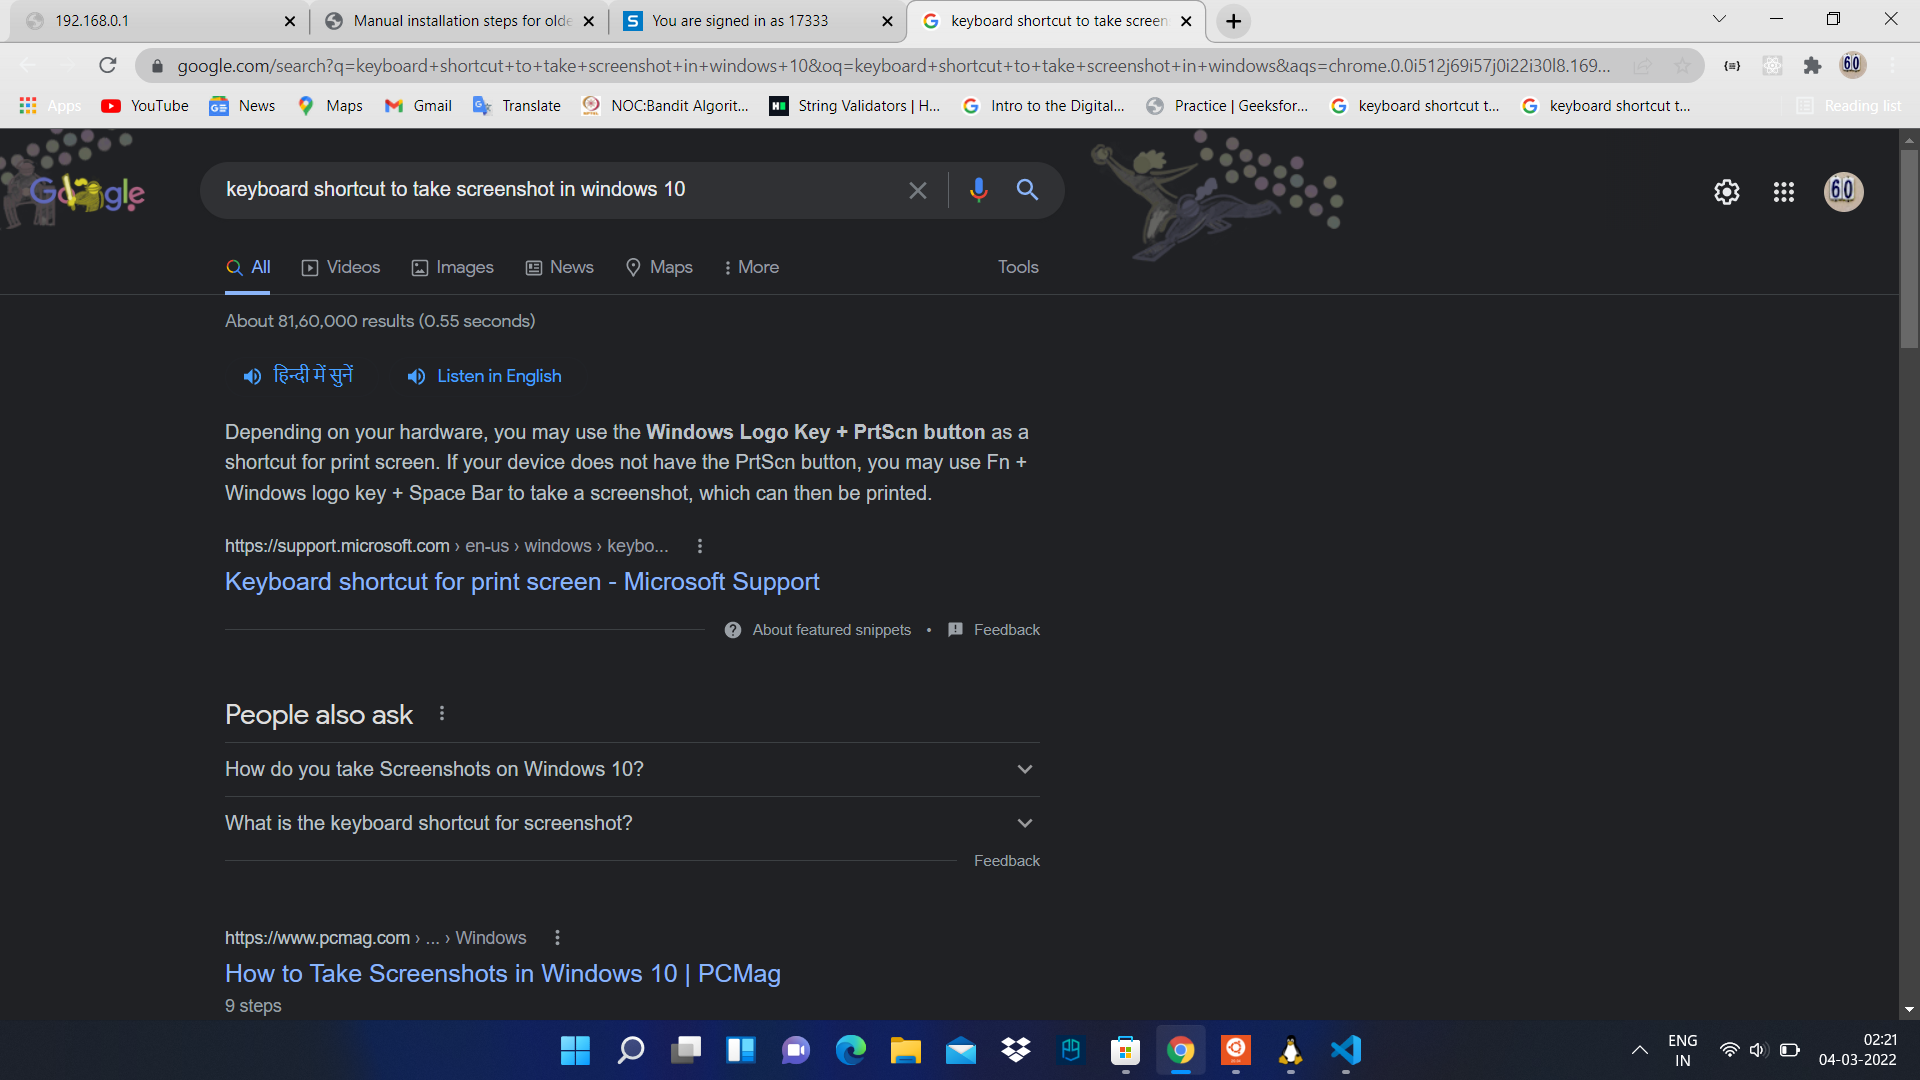 192.168.0.1
Manual installation steps for olde
You are signed in as 17333
keyboard shortcut to take screen
google.com/search?q=keyboard+shortcut+to+take+screenshot+in+windows+10&oq=keyboard+shortcut+to+take+screenshot+in+windows&aqs=chrome.0.0i512j69i57j0i22i30l8.169...
Apps
YouTube
News
Maps
Gmail
Translate
NOC:Bandit Algorit...
String Validators | H...
Intro to the Digital...
Practice | Geeksfor...
keyboard shortcut t...
keyboard shortcut t...
Reading list
Google
keyboard shortcut to take screenshot in windows 10
60
All
Videos
Images
News
Maps
More
Tools
About 81,60,000 results (0.55 seconds)
हिन्दी में सुनें
Listen in English
Depending on your hardware, you may use the Windows Logo Key + PrtScn button as a
shortcut for print screen. If your device does not have the PrtScn button, you may use Fn +
Windows logo key + Space Bar to take a screenshot, which can then be printed.
https://support.microsoft.com › en-us › windows › keybo...
Keyboard shortcut for print screen - Microsoft Support
About featured snippets • Feedback
People also ask
How do you take Screenshots on Windows 10?
What is the keyboard shortcut for screenshot?
Feedback
https://www.pcmag.com › ... › Windows
How to Take Screenshots in Windows 10 | PCMag
9 steps
ENG
IN
02:21
04-03-2022